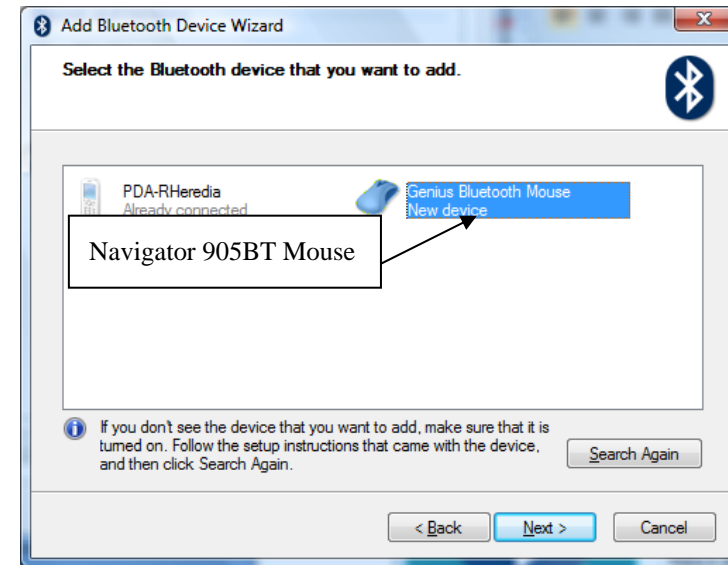 Add Bluetooth Device Wizard
Select the Bluetooth device that you want to add.
PDA-RHeredia
Already connected
Genius Bluetooth Mouse
New device
Navigator 905BT Mouse
If you don't see the device that you want to add, make sure that it is
turned on. Follow the setup instructions that came with the device,
and then click Search Again.
Search Again
< Back
Next >
Cancel